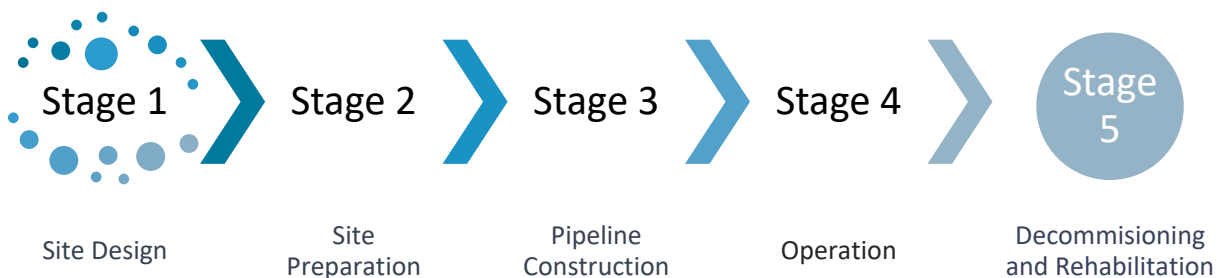 Stage 1
Stage 2
Stage 3
Stage 4
Stage
5
Site Design
Site
Preparation
Pipeline
Construction
Operation
Decommisioning
and Rehabilitation